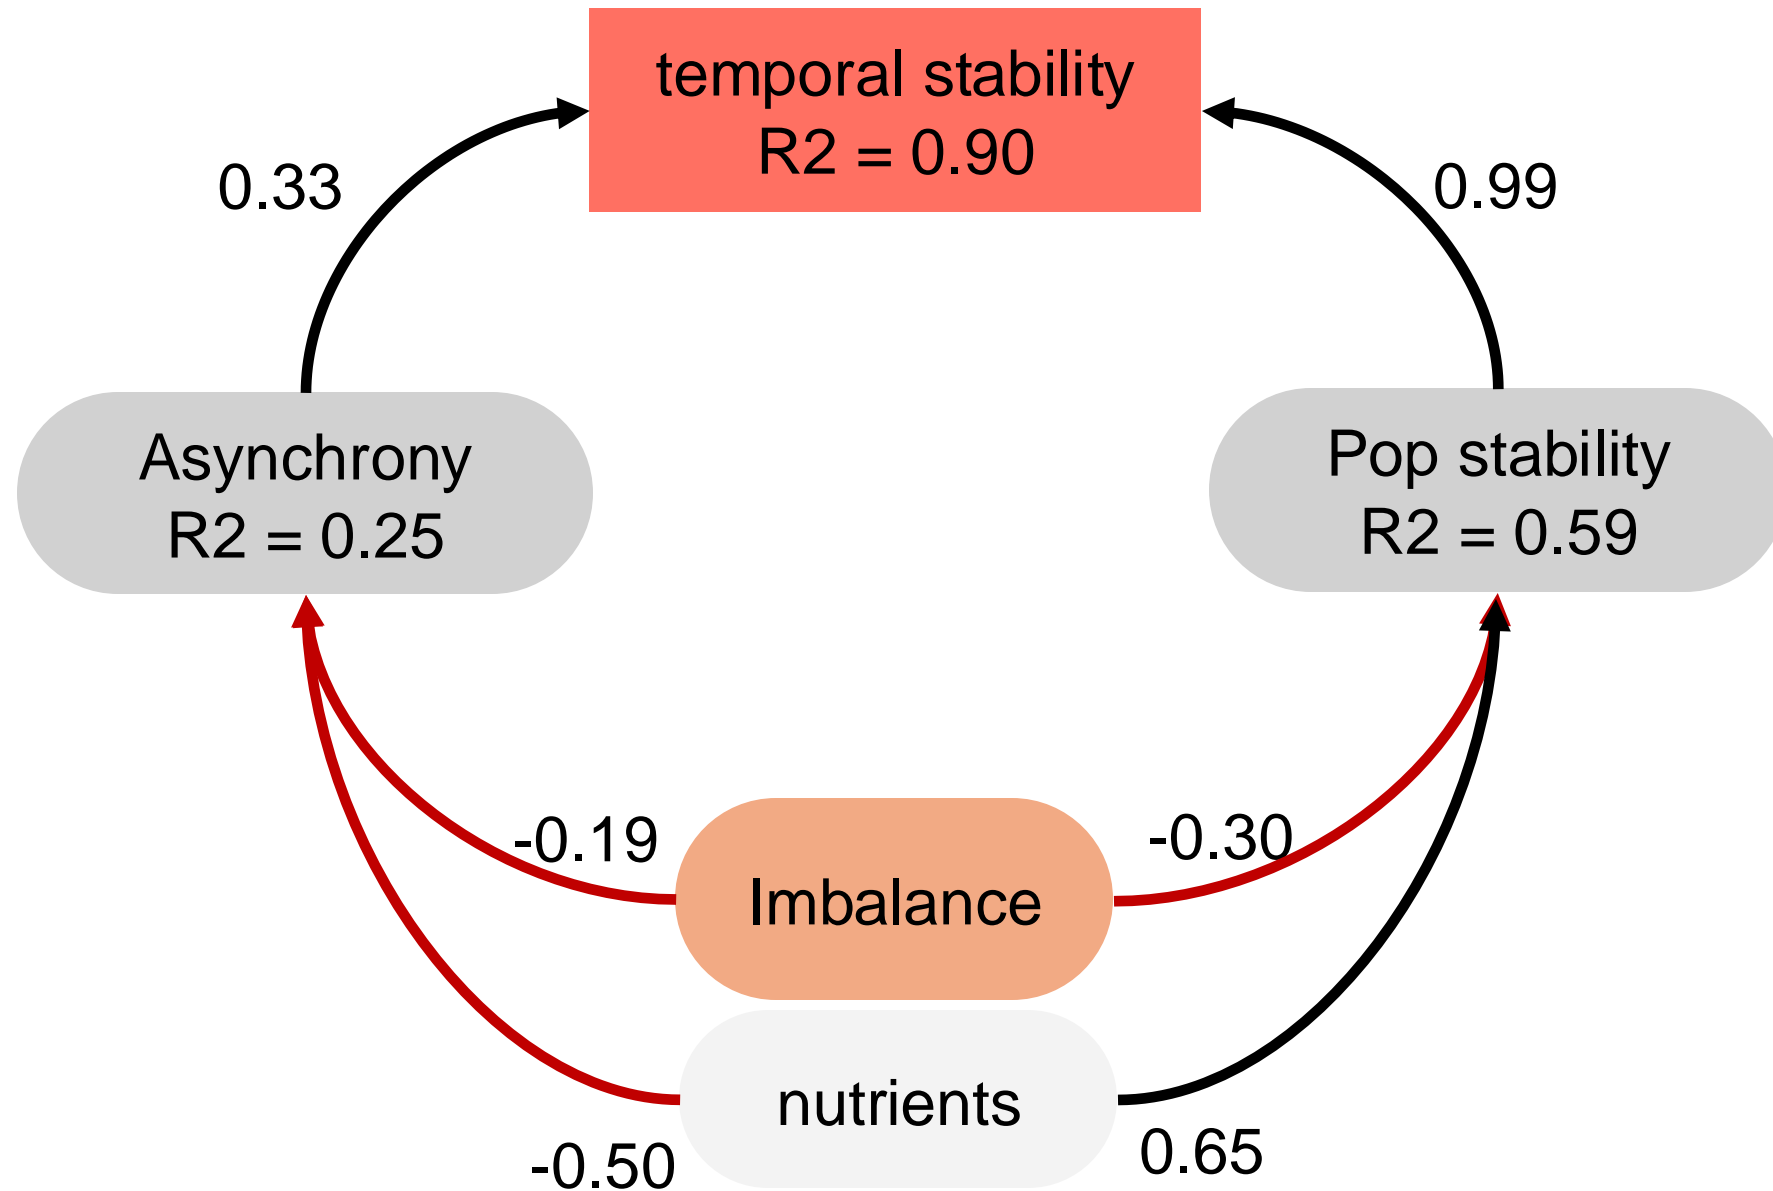 temporal stability
R2 = 0.90
0.33
0.99
Asynchrony
R2 = 0.25
Pop stability
R2 = 0.59
-0.19
-0.30
Imbalance
nutrients
-0.50
0.65